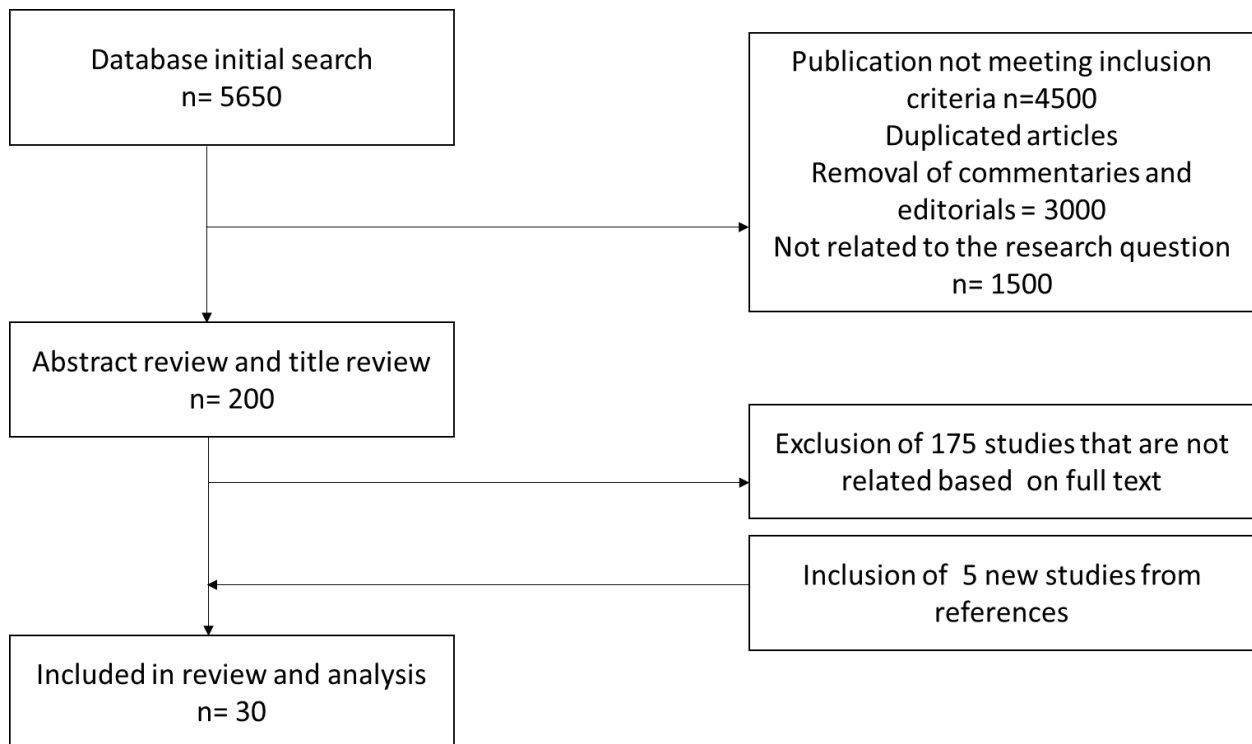 Database initial search
n= 5650
Publication not meeting inclusion
criteria n=4500
Duplicated articles
Removal of commentaries and
editorials = 3000
Not related to the research question
n= 1500
Abstract review and title review
n= 200
Exclusion of 175 studies that are not
related based  on full text
Inclusion of  5 new studies from
references
Included in review and analysis
n= 30